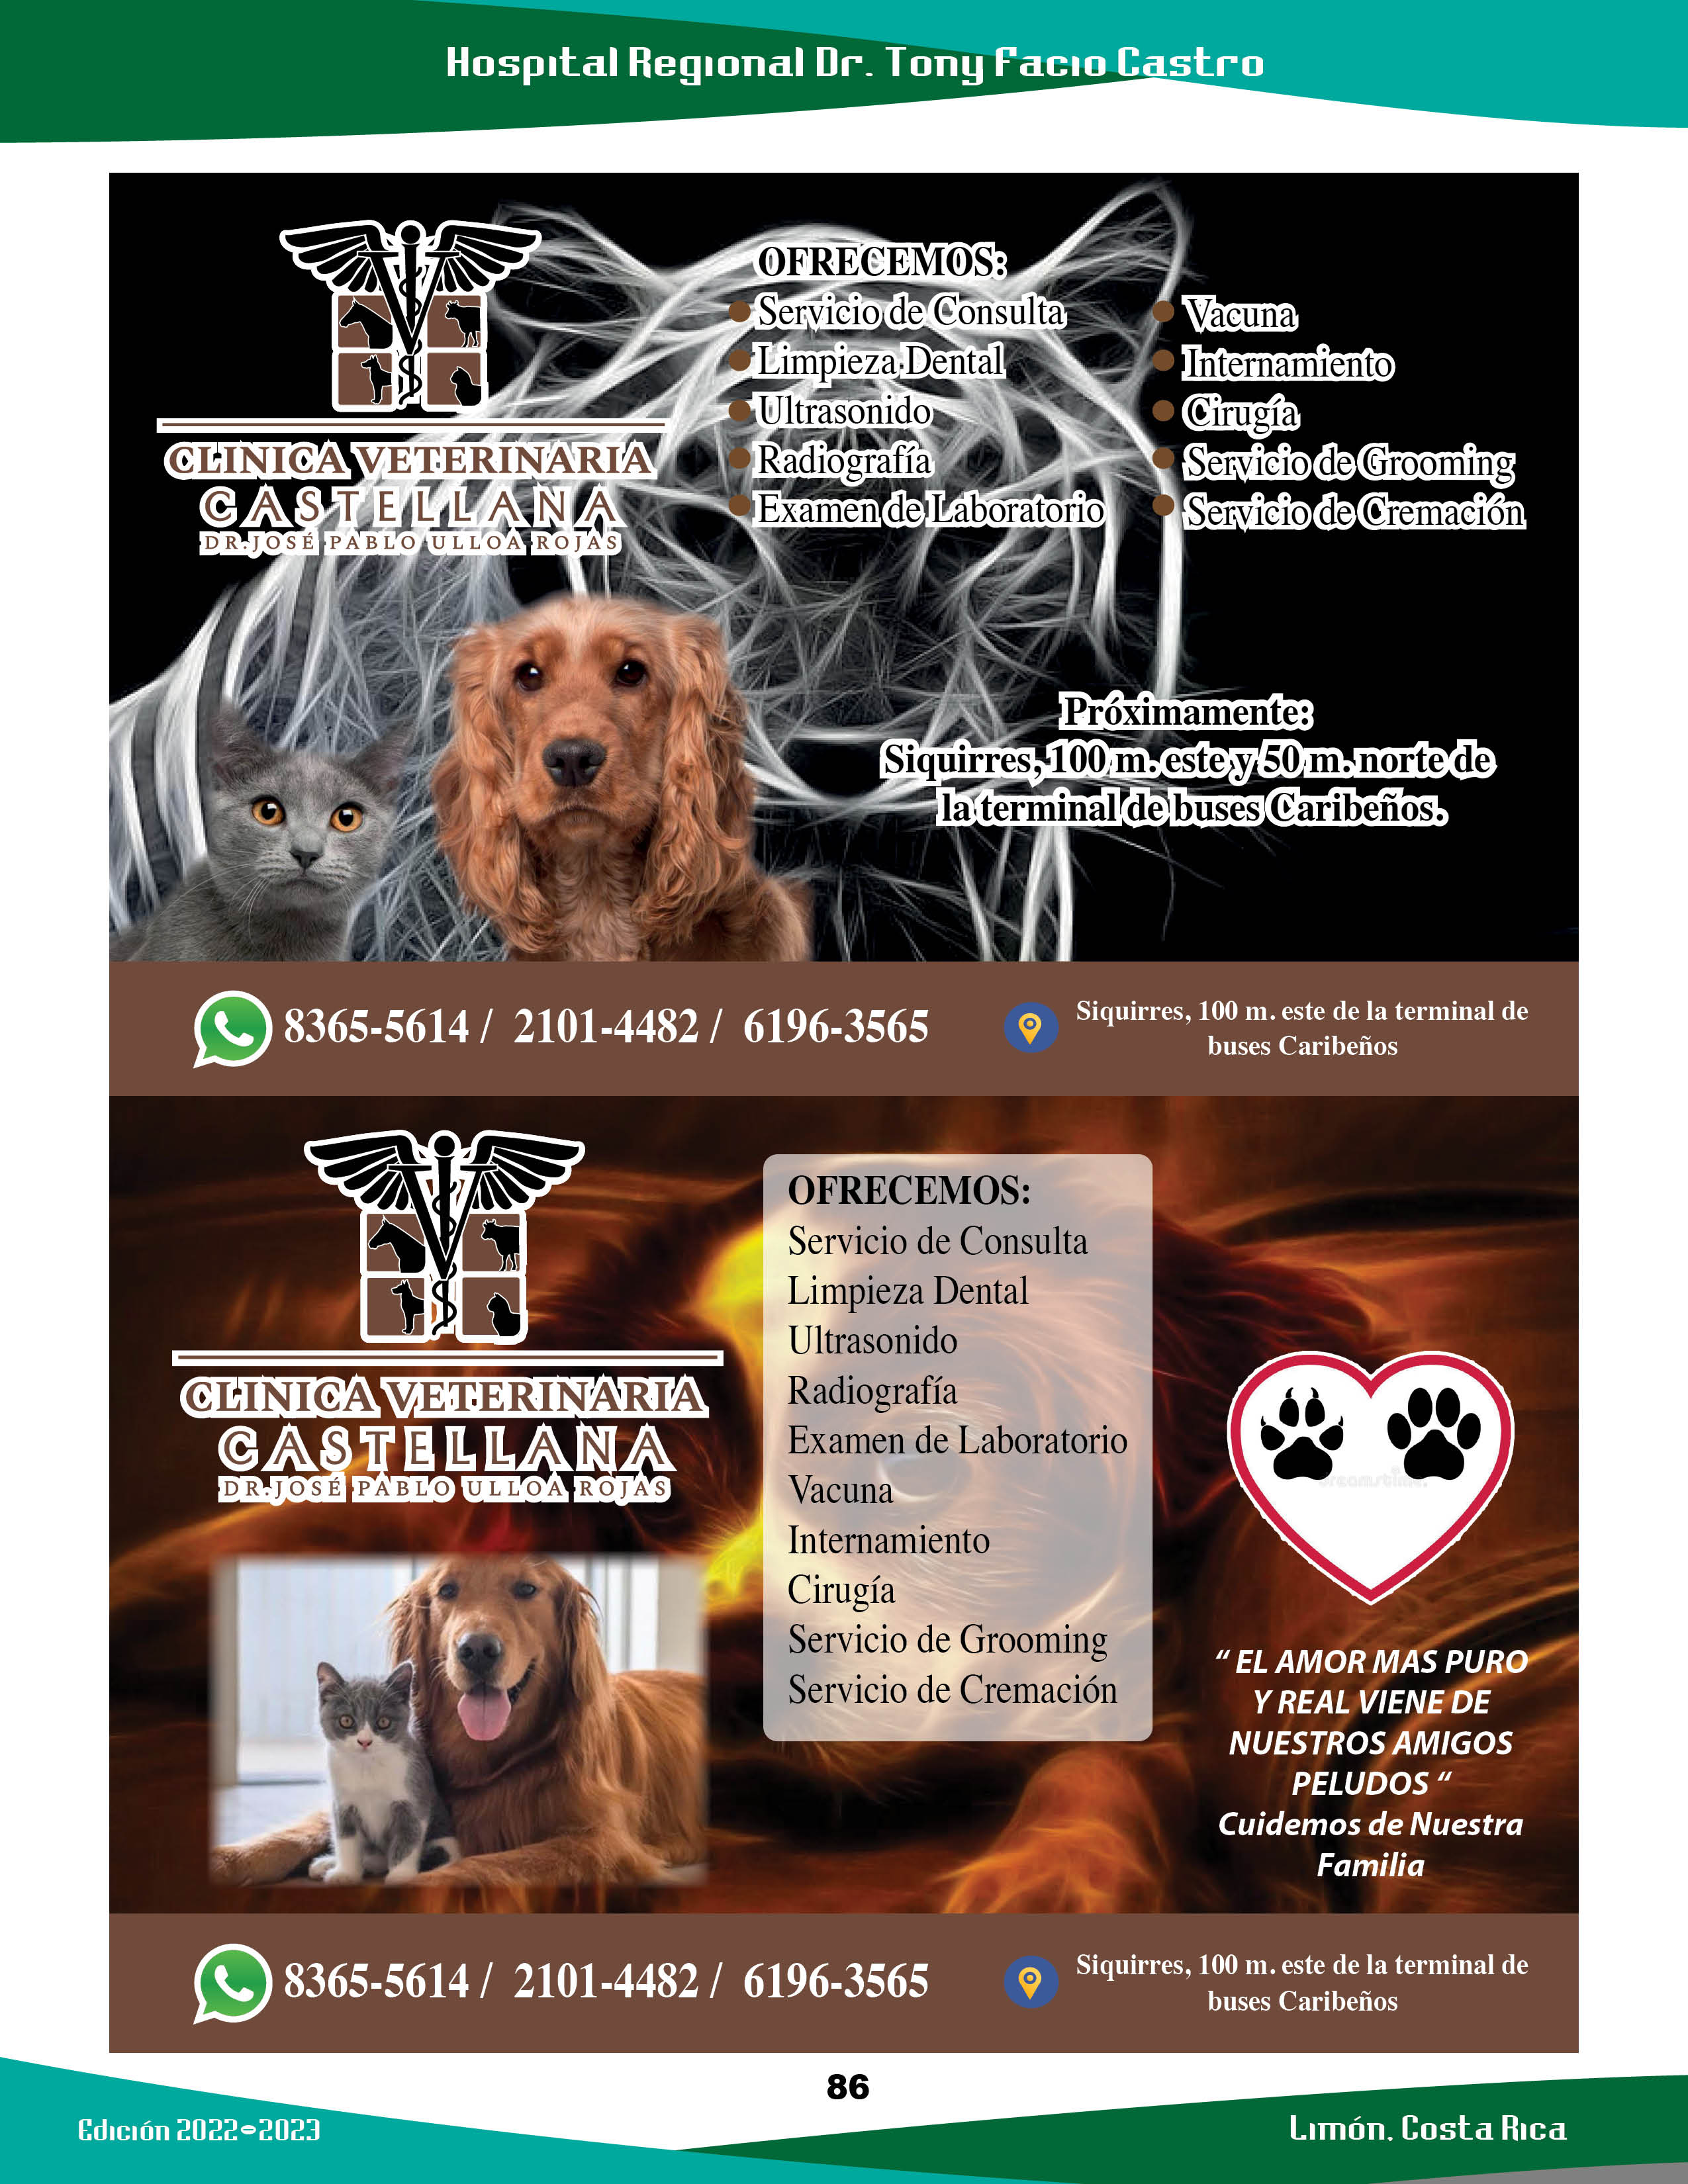 Hospital Regional Dr. Tony Facio Castro
CLINICA VETERINARIA
CASTELLANA
DR.JOSÉ PABLO ULLOA ROJAS
OFRECEMOS:
Servicio de Consulta
Limpieza Dental
Ultrasonido
Radiografía
Examen de Laboratorio
Vacuna
Internamiento
Cirugía
Servicio de Grooming
Servicio de Cremación
Próximamente:
Siquirres, 100 m. este y 50 m. norte de
la terminal de buses Caribeños.
8365-5614 / 2101-4482 / 6196-3565
Siquirres, 100 m. este de la terminal de
buses Caribeños
CLINICA VETERINARIA
CASTELLANA
DR.JOSÉ PABLO ULLOA ROJAS
OFRECEMOS:
Servicio de Consulta
Limpieza Dental
Ultrasonido
Radiografía
Examen de Laboratorio
Vacuna
Internamiento
Cirugía
Servicio de Grooming
Servicio de Cremación
dreamstime
“ EL AMOR MAS PURO
Y REAL VIENE DE
NUESTROS AMIGOS
PELUDOS “
Cuidemos de Nuestra
Familia
8365-5614 / 2101-4482 / 6196-3565
Siquirres, 100 m. este de la terminal de
buses Caribeños
86
Edición 2022-2023
Limón, Costa Rica